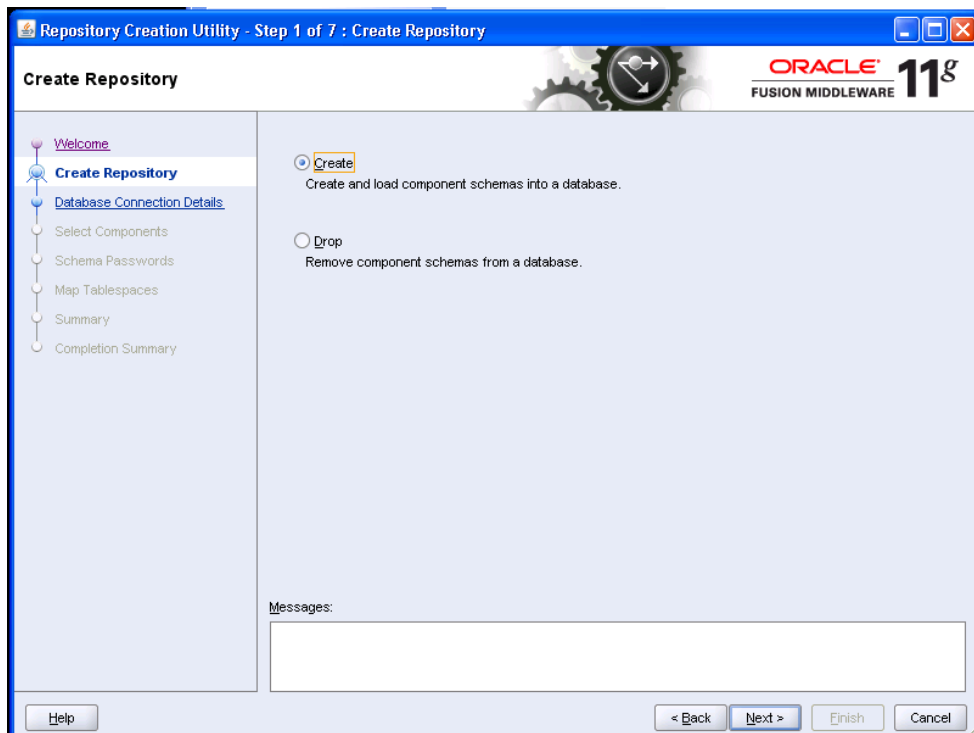 Repository Creation Utility - Step 1 of 7 : Create Repository
Create Repository
ORACLE
FUSION MIDDLEWARE
11g
Welcome
Create Repository
Database Connection Details
Select Components
Schema Passwords
Map Tablespaces
Summary
Completion Summary
Create
Create and load component schemas into a database.
Drop
Remove component schemas from a database.
Messages:
Help
< Back
Next >
Finish
Cancel